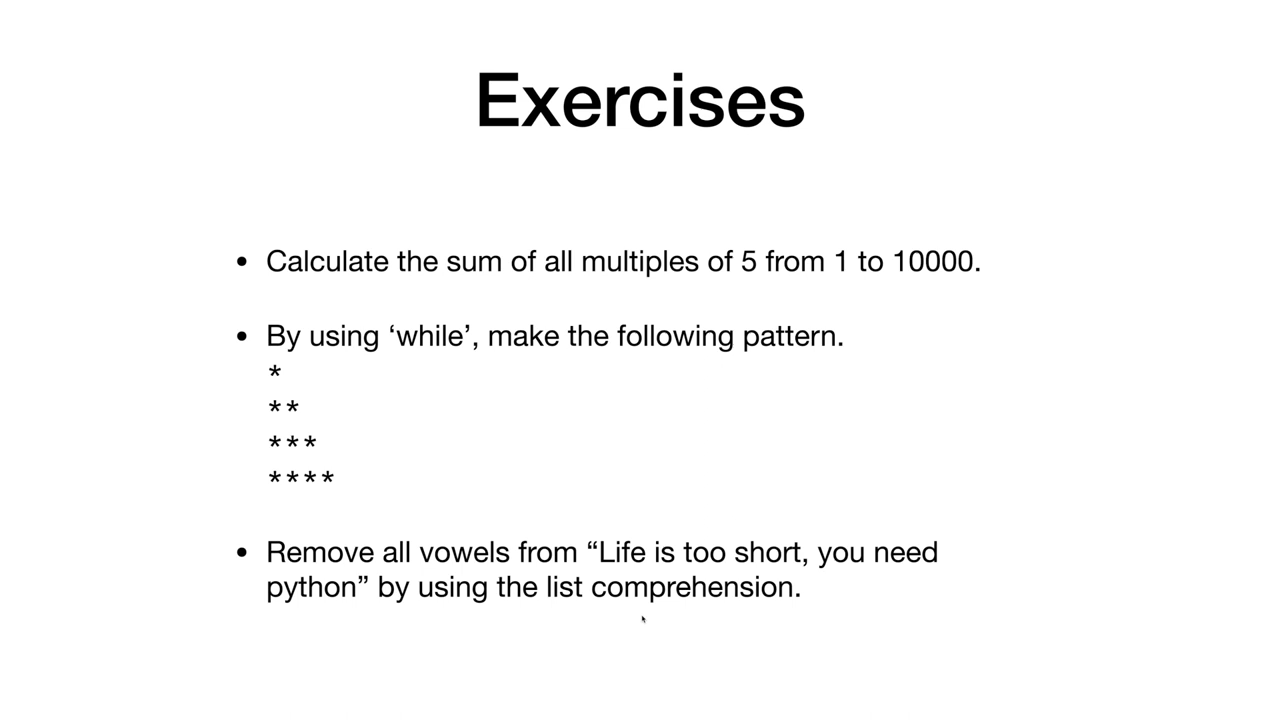 Exercises
• Calculate the sum of all multiples of 5 from 1 to 10000.
• By using ‘while’, make the following pattern.
*
**
***
****
• Remove all vowels from “Life is too short, you need
python” by using the list comprehension.